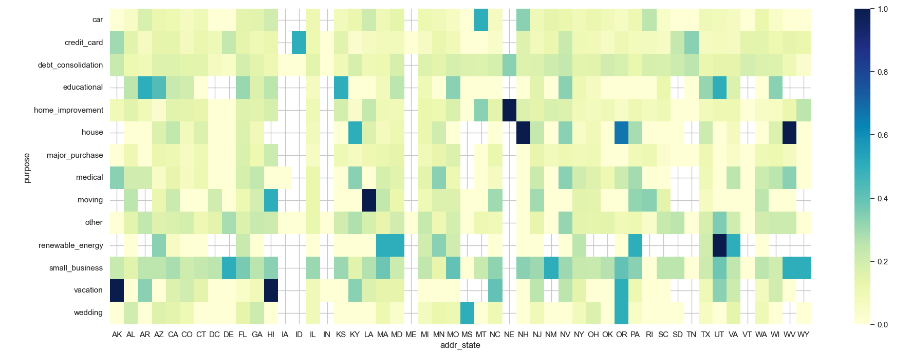 car
credit_card
debt_consolidation
educational
home_improvement
house
major_purchase
medical
moving
other
renewable_energy
small_business
vacation
wedding
purpose
AK AL AR AZ CA CO CT DC DE FL GA HI IA ID IL IN KS KY LA MA MD ME MI MN MO MS MT NC NE NH NJ NM NV NY OH OK OR PA RI SC SD TN TX UT VA VT WA WI WV WY
addr_state
1.0
0.8
0.6
0.4
0.2
0.0